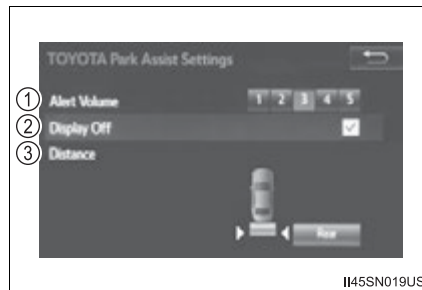 TOYOTA Park Assist Settings
1 Alert Volume 1 2 3 4 5
2 Display Off
3 Distance
Rear
II45SN019US